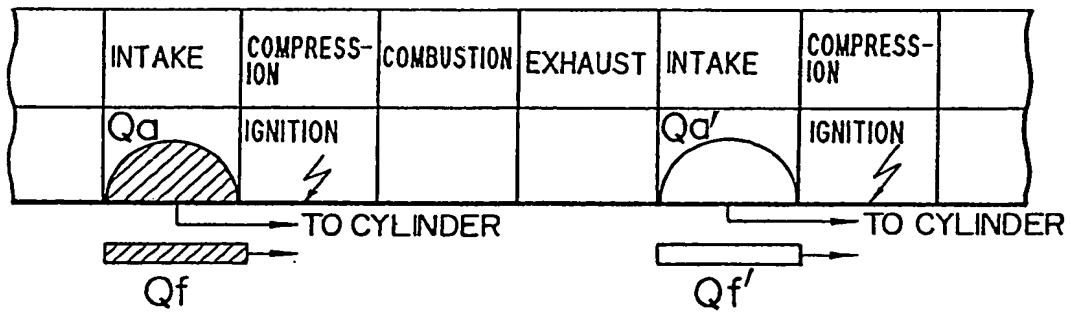 INTAKE
COMPRESS-
ION
COMBUSTION
EXHAUST
INTAKE
COMPRESS-
ION
Qa
IGNITION
Qa′
IGNITION
TO CYLINDER
TO CYLINDER
Qf
Qf′